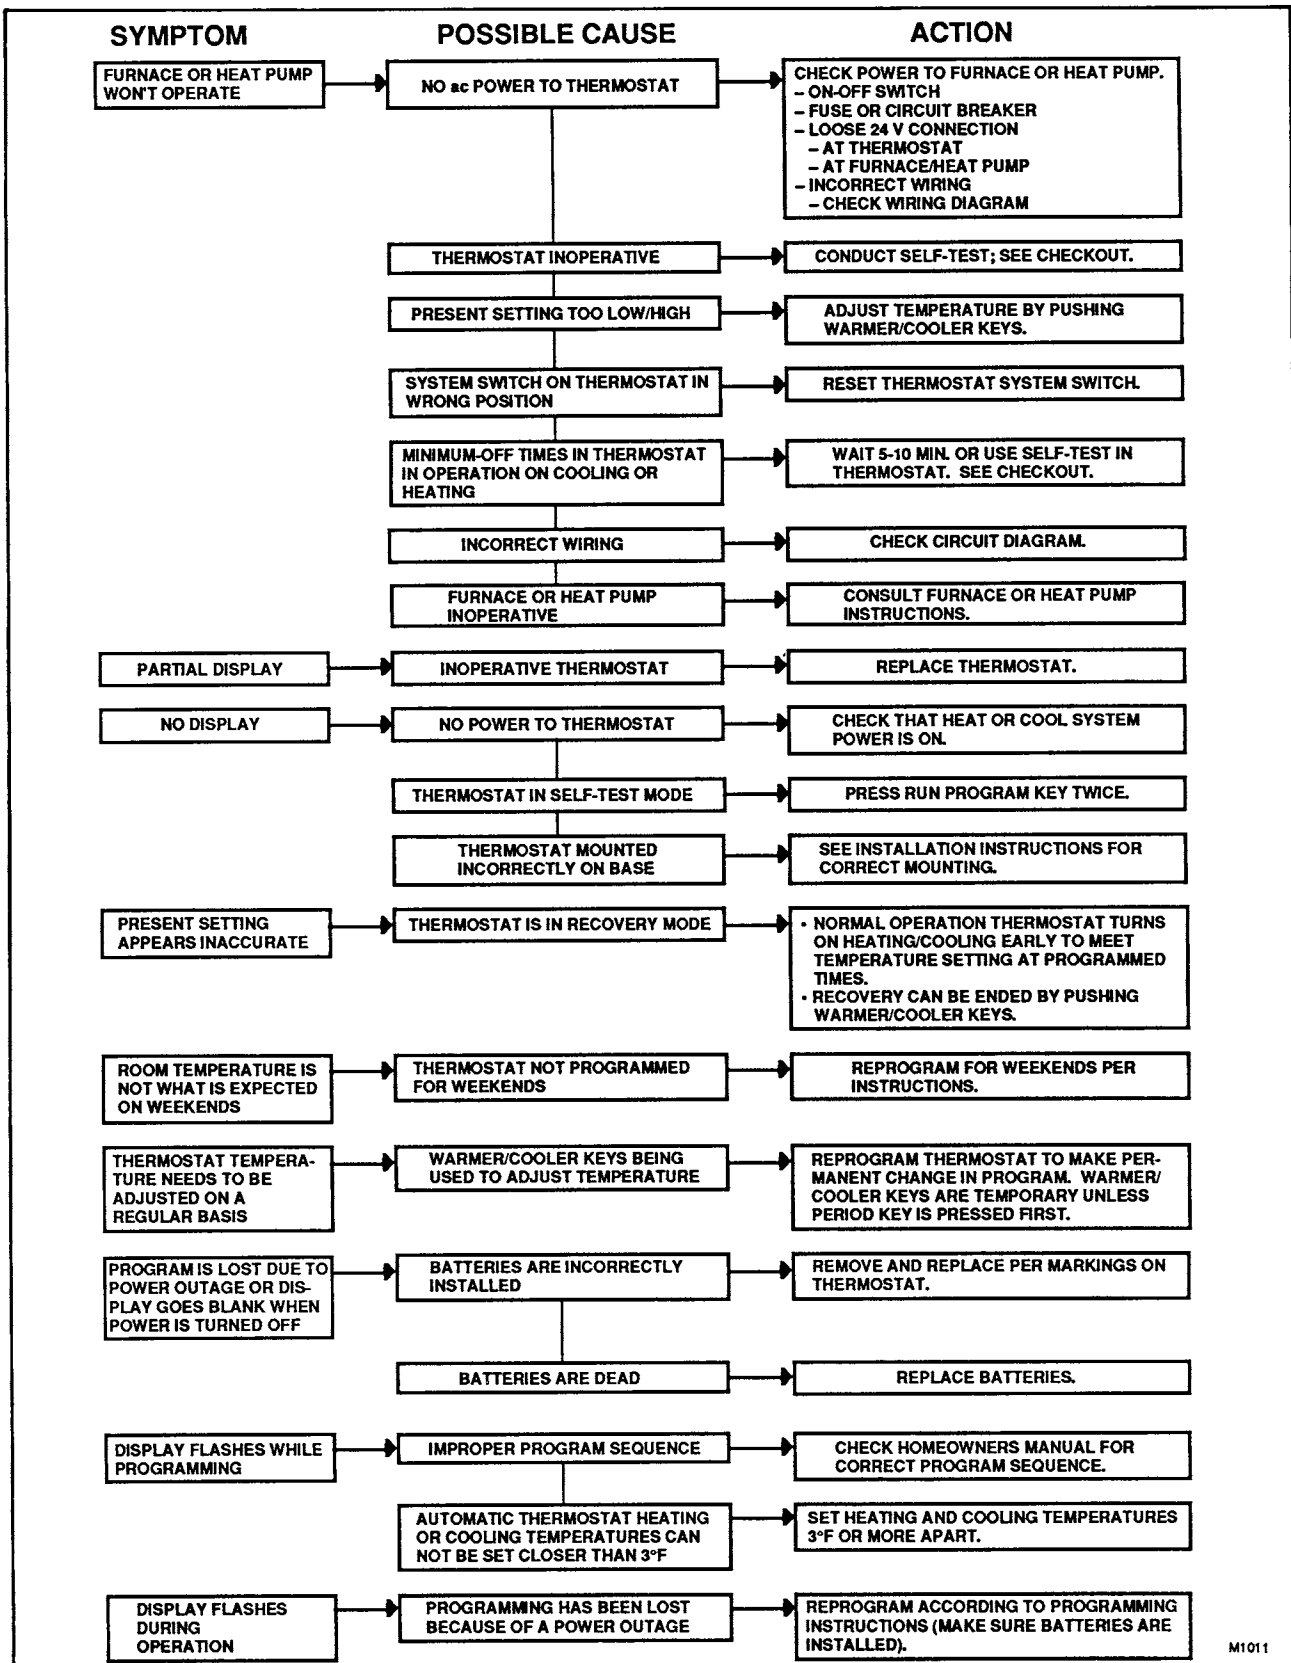 SYMPTOM
POSSIBLE CAUSE
ACTION
FURNACE OR HEAT PUMP
WON'T OPERATE
NO ac POWER TO THERMOSTAT
CHECK POWER TO FURNACE OR HEAT PUMP.
– ON-OFF SWITCH
– FUSE OR CIRCUIT BREAKER
– LOOSE 24 V CONNECTION
– AT THERMOSTAT
– AT FURNACE/HEAT PUMP
– INCORRECT WIRING
– CHECK WIRING DIAGRAM
THERMOSTAT INOPERATIVE
CONDUCT SELF-TEST; SEE CHECKOUT.
PRESENT SETTING TOO LOW/HIGH
ADJUST TEMPERATURE BY PUSHING
WARMER/COOLER KEYS.
SYSTEM SWITCH ON THERMOSTAT IN
WRONG POSITION
RESET THERMOSTAT SYSTEM SWITCH.
MINIMUM-OFF TIMES IN THERMOSTAT
IN OPERATION ON COOLING OR
HEATING
WAIT 5-10 MIN. OR USE SELF-TEST IN
THERMOSTAT. SEE CHECKOUT.
INCORRECT WIRING
CHECK CIRCUIT DIAGRAM.
FURNACE OR HEAT PUMP
INOPERATIVE
CONSULT FURNACE OR HEAT PUMP
INSTRUCTIONS.
PARTIAL DISPLAY
INOPERATIVE THERMOSTAT
REPLACE THERMOSTAT.
NO DISPLAY
NO POWER TO THERMOSTAT
CHECK THAT HEAT OR COOL SYSTEM
POWER IS ON.
THERMOSTAT IN SELF-TEST MODE
PRESS RUN PROGRAM KEY TWICE.
THERMOSTAT MOUNTED
INCORRECTLY ON BASE
SEE INSTALLATION INSTRUCTIONS FOR
CORRECT MOUNTING.
PRESENT SETTING
APPEARS INACCURATE
THERMOSTAT IS IN RECOVERY MODE
• NORMAL OPERATION THERMOSTAT TURNS
ON HEATING/COOLING EARLY TO MEET
TEMPERATURE SETTING AT PROGRAMMED
TIMES.
• RECOVERY CAN BE ENDED BY PUSHING
WARMER/COOLER KEYS.
ROOM TEMPERATURE IS
NOT WHAT IS EXPECTED
ON WEEKENDS
THERMOSTAT NOT PROGRAMMED
FOR WEEKENDS
REPROGRAM FOR WEEKENDS PER
INSTRUCTIONS.
THERMOSTAT TEMPERA-
TURE NEEDS TO BE
ADJUSTED ON A
REGULAR BASIS
WARMER/COOLER KEYS BEING
USED TO ADJUST TEMPERATURE
REPROGRAM THERMOSTAT TO MAKE PER-
MANENT CHANGE IN PROGRAM. WARMER/
COOLER KEYS ARE TEMPORARY UNLESS
PERIOD KEY IS PRESSED FIRST.
PROGRAM IS LOST DUE TO
POWER OUTAGE OR DIS-
PLAY GOES BLANK WHEN
POWER IS TURNED OFF
BATTERIES ARE INCORRECTLY
INSTALLED
REMOVE AND REPLACE PER MARKINGS ON
THERMOSTAT.
BATTERIES ARE DEAD
REPLACE BATTERIES.
DISPLAY FLASHES WHILE
PROGRAMMING
IMPROPER PROGRAM SEQUENCE
CHECK HOMEOWNERS MANUAL FOR
CORRECT PROGRAM SEQUENCE.
AUTOMATIC THERMOSTAT HEATING
OR COOLING TEMPERATURES CAN
NOT BE SET CLOSER THAN 3°F
SET HEATING AND COOLING TEMPERATURES
3°F OR MORE APART.
DISPLAY FLASHES
DURING
OPERATION
PROGRAMMING HAS BEEN LOST
BECAUSE OF A POWER OUTAGE
REPROGRAM ACCORDING TO PROGRAMMING
INSTRUCTIONS (MAKE SURE BATTERIES ARE
INSTALLED).
M1011